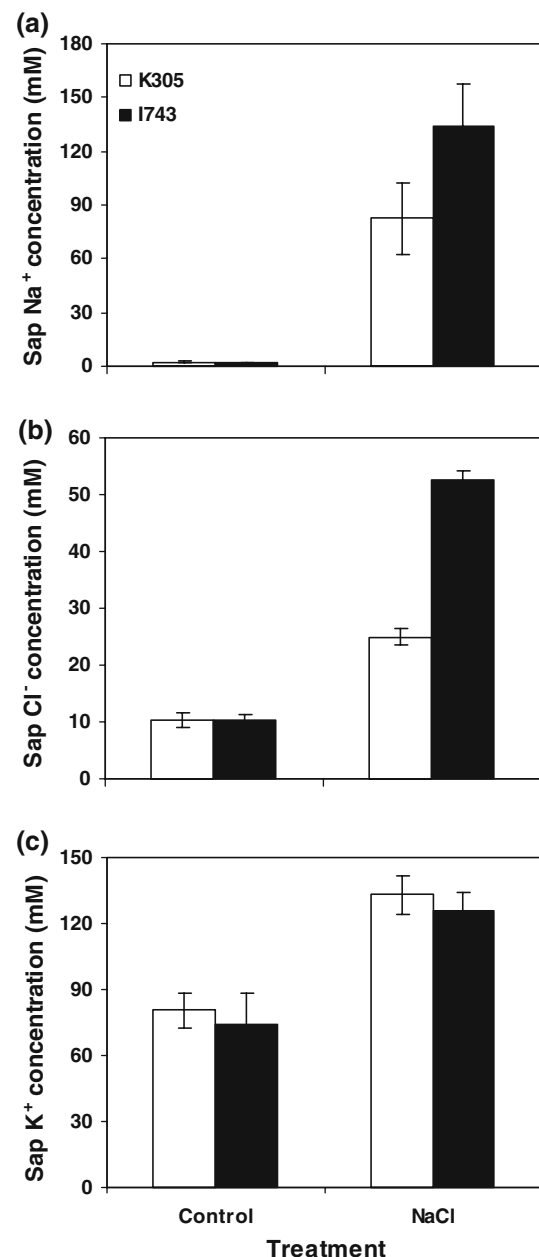 (a)
Sap Na⁺ concentration (mM)
180
150
120
90
60
30
0
K305
I743
(b)
Sap Cl⁻ concentration (mM)
60
50
40
30
20
10
0
(c)
Sap K⁺ concentration (mM)
150
120
90
60
30
0
Control
NaCl
Treatment